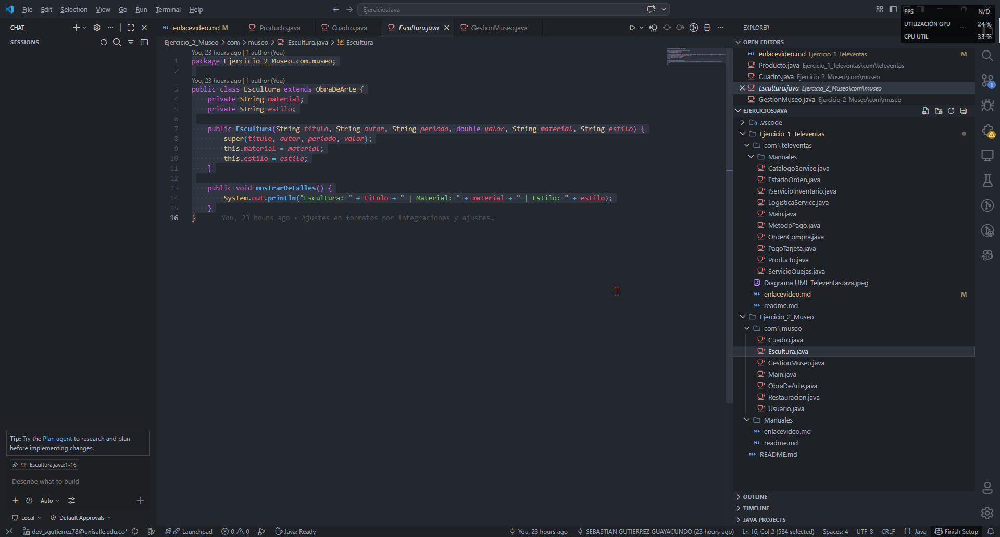 File Edit Selection View Go Run Terminal Help
EjerciciosJava
FPS N/D
UTILIZACIÓN GPU 24 %
CPU UTIL 33 %
CHAT
SESSIONS
enlacevideo.md M
Producto.java
Cuadro.java
Escultura.java
GestionMuseo.java
Ejercicio_2_Museo > com > museo > Escultura.java > Escultura
You, 23 hours ago | 1 author (You)
1 package Ejercicio_2_Museo.com.museo;
2
You, 23 hours ago | 1 author (You)
3 public class Escultura extends ObraDeArte {
4 private String material;
5 private String estilo;
6
7 public Escultura(String titulo, String autor, String periodo, double valor, String material, String estilo) {
8 super(titulo, autor, periodo, valor);
9 this.material = material;
10 this.estilo = estilo;
11 }
12
13 public void mostrarDetalles() {
14 System.out.println("Escultura: " + titulo + " | Material: " + material + " | Estilo: " + estilo);
15 }
16 } You, 23 hours ago • Ajustes en formatos por integraciones y ajustes…
Tip: Try the Plan agent to research and plan
before implementing changes.
Escultura.java:1-16
Describe what to build
Auto
Local Default Approvals
EXPLORER
OPEN EDITORS
enlacevideo.md Ejercicio_1_Televentas M
Producto.java Ejercicio_1_Televentas\com\televentas
Cuadro.java Ejercicio_2_Museo\com\museo
Escultura.java Ejercicio_2_Museo\com\museo
GestionMuseo.java Ejercicio_2_Museo\com\museo
EJERCICIOSJAVA
.vscode
Ejercicio_1_Televentas
com\televentas
Manuales
CatalogoService.java
EstadoOrden.java
IServicioInventario.java
LogisticaService.java
Main.java
MetodoPago.java
OrdenCompra.java
PagoTarjeta.java
Producto.java
ServicioQuejas.java
Diagrama UML TeleventasJava.jpeg
enlacevideo.md M
readme.md
Ejercicio_2_Museo
com\museo
Cuadro.java
Escultura.java
GestionMuseo.java
Main.java
ObraDeArte.java
Restauracion.java
Usuario.java
Manuales
enlacevideo.md
readme.md
README.md
OUTLINE
TIMELINE
JAVA PROJECTS
1
dev_sgutierrez78@unisalle.edu.co* Launchpad 0 0 Java: Ready
You, 23 hours ago SEBASTIAN GUTIERREZ GUAYACUNDO (23 hours ago) Ln 16, Col 2 (534 selected) Spaces: 4 UTF-8 CRLF { } Java Finish Setup